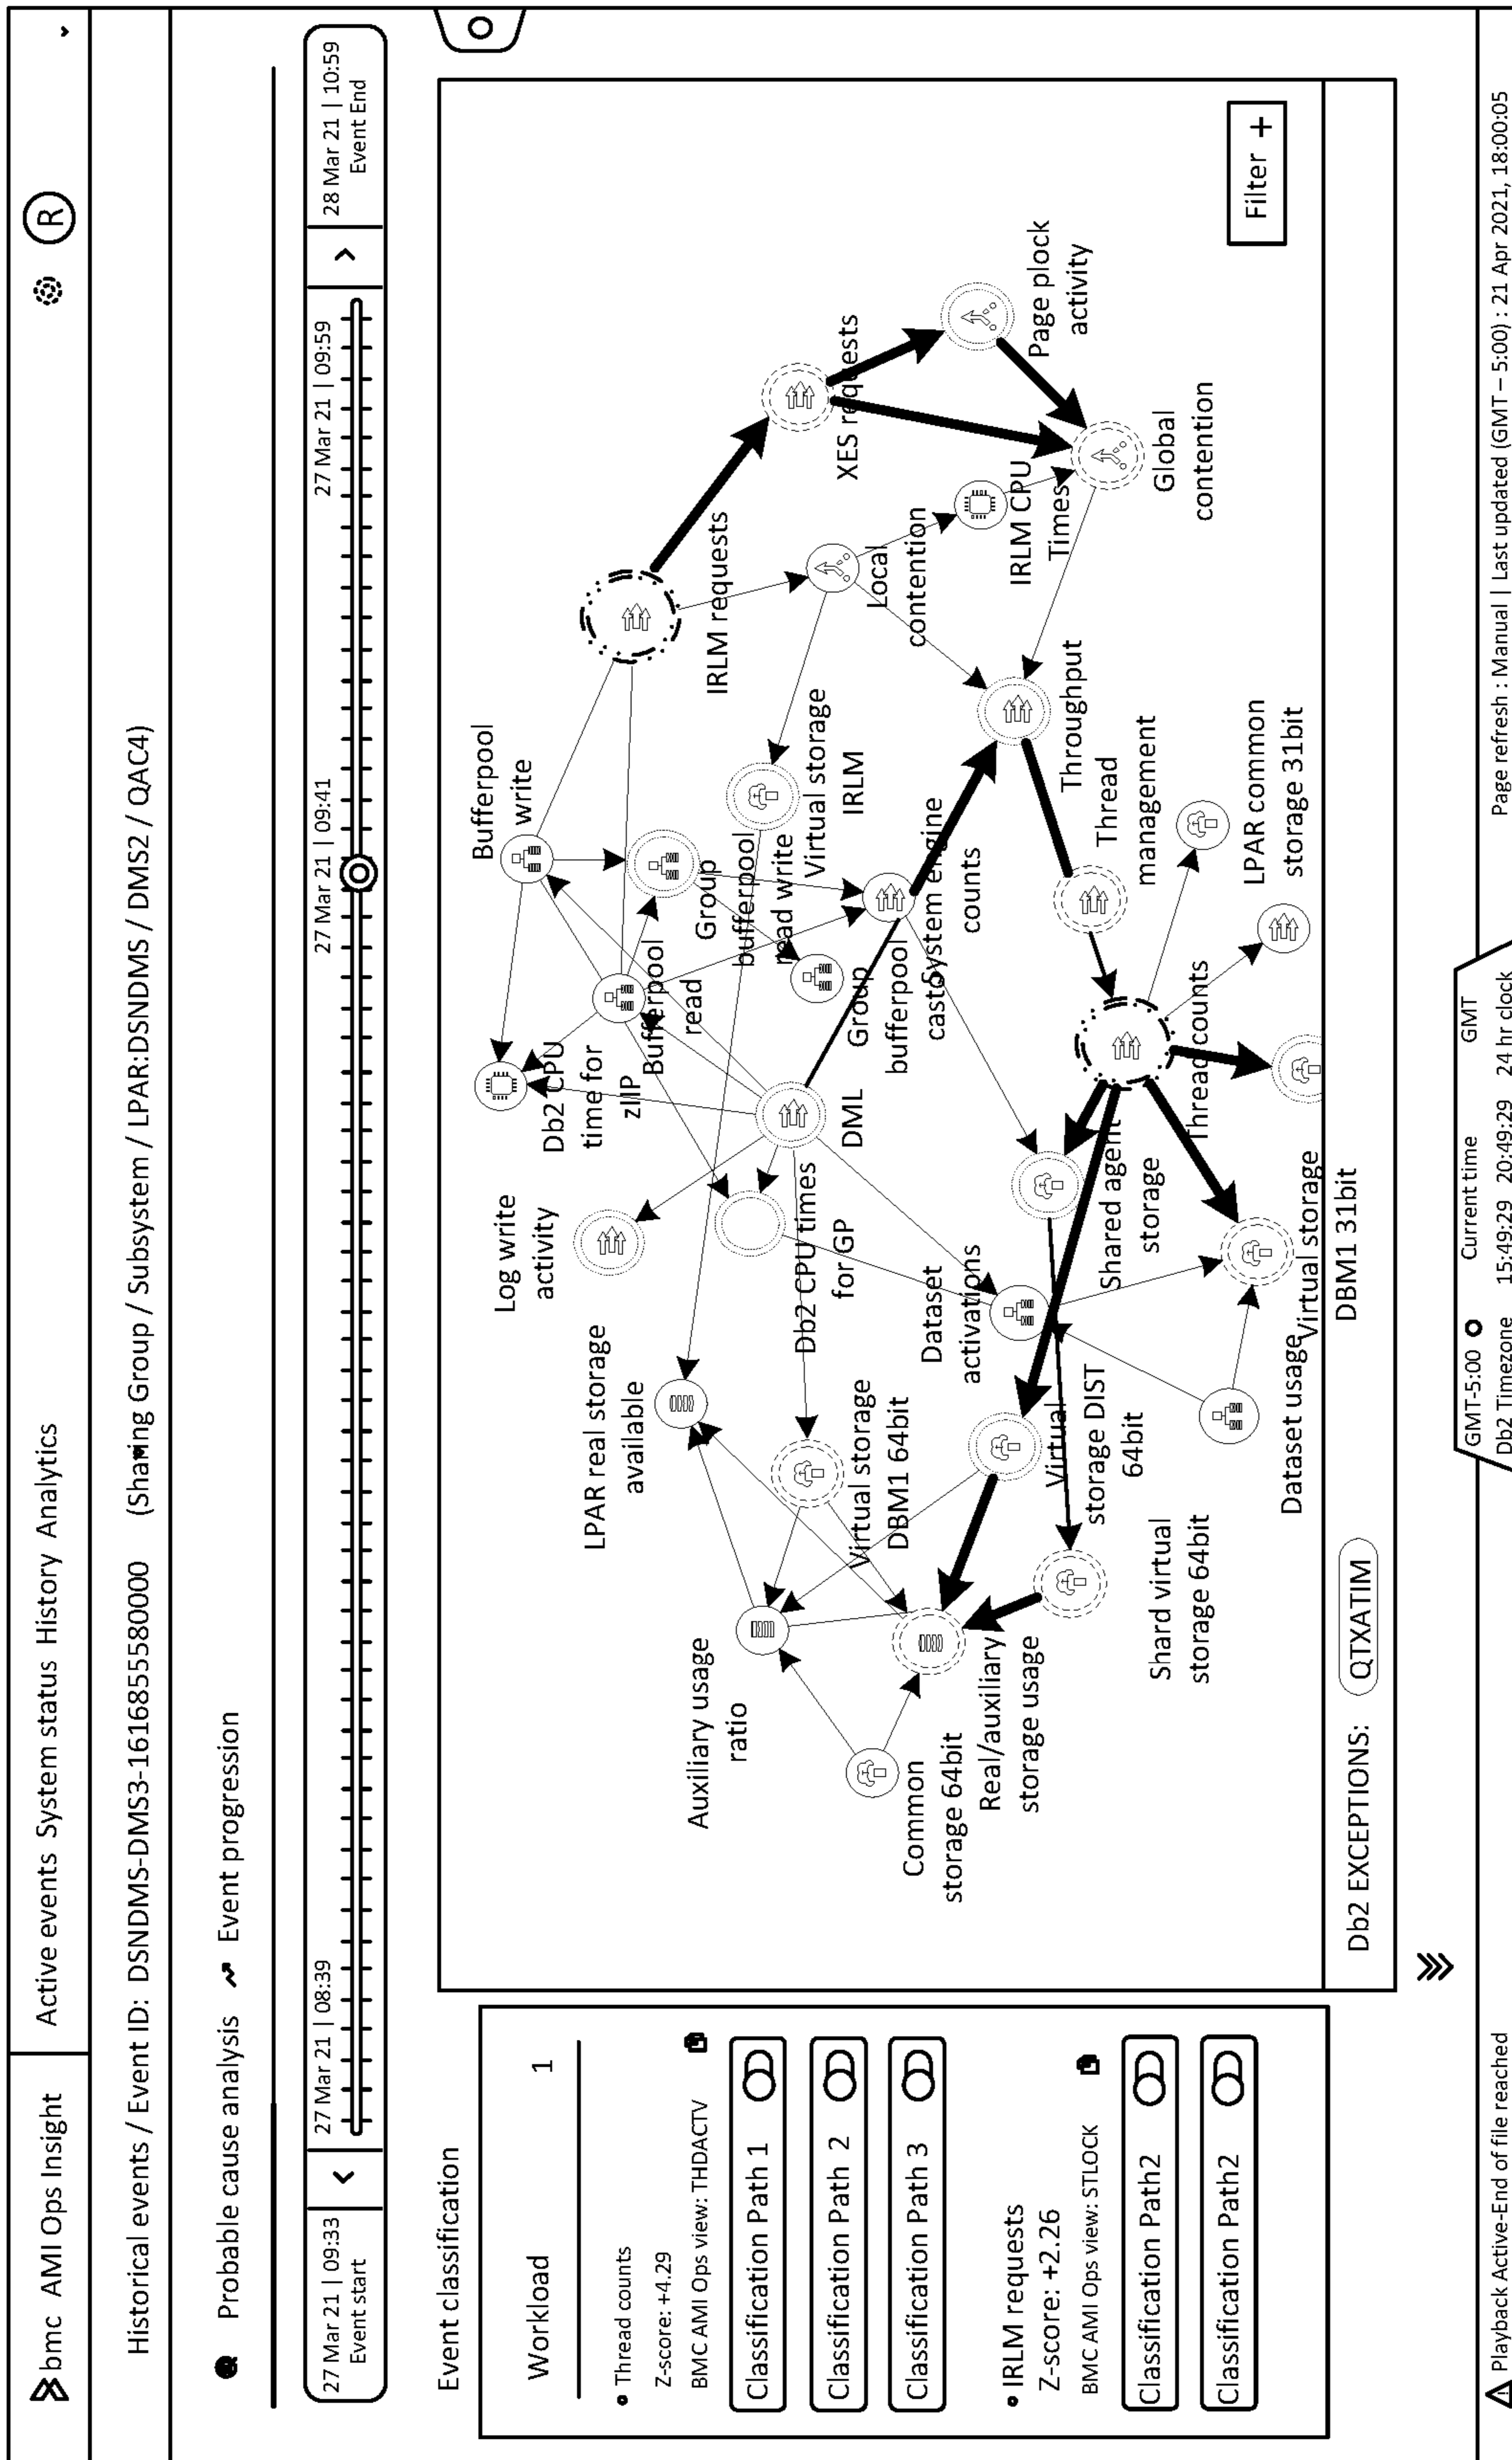 bmc AMI Ops Insight
Active events System status History Analytics
R
Historical events / Event ID: DSNDMS-DMS3-1616855580000 (Sharing Group / Subsystem / LPAR:DSNDMS / DMS2 / QAC4)
Probable cause analysis
Event progression
27 Mar 21 | 09:33
Event start
27 Mar 21 | 08:39
27 Mar 21 | 09:41
27 Mar 21 | 09:59
28 Mar 21 | 10:59
Event End
Event classification
Workload 1
Thread counts
Z-score: +4.29
BMC AMI Ops view: THDACTV
Classification Path 1
Classification Path 2
Classification Path 3
IRLM requests
Z-score: +2.26
BMC AMI Ops view: STLOCK
Classification Path2
Classification Path2
Bufferpool
write
Log write
activity
Db2 CPU
time for
zIIP
Bufferpool
read
Group
bufferpool
read write
IRLM requests
LPAR real storage
available
Auxiliary usage
ratio
Db2 CPU times
for GP
DML
Virtual storage
IRLM
XES requests
Virtual storage
DBM1 64bit
Group
bufferpool
casto
System engine
counts
Local
contention
Common
storage 64bit
Real/auxiliary
storage usage
Dataset
activations
IRLM CPU
Times
Page plock
activity
Virtual
storage DIST
64bit
Shared agent
storage
Throughput
Thread
management
Global
contention
Shard virtual
storage 64bit
Thread counts
LPAR common
storage 31bit
Dataset usage
Virtual storage
DBM1 31bit
Filter +
Db2 EXCEPTIONS: QTXATIM
GMT-5:00 Current time GMT
Db2 Timezone 15:49:29 20:49:29 24 hr clock
Playback Active-End of file reached
Page refresh : Manual | Last updated (GMT – 5:00) : 21 Apr 2021, 18:00:05